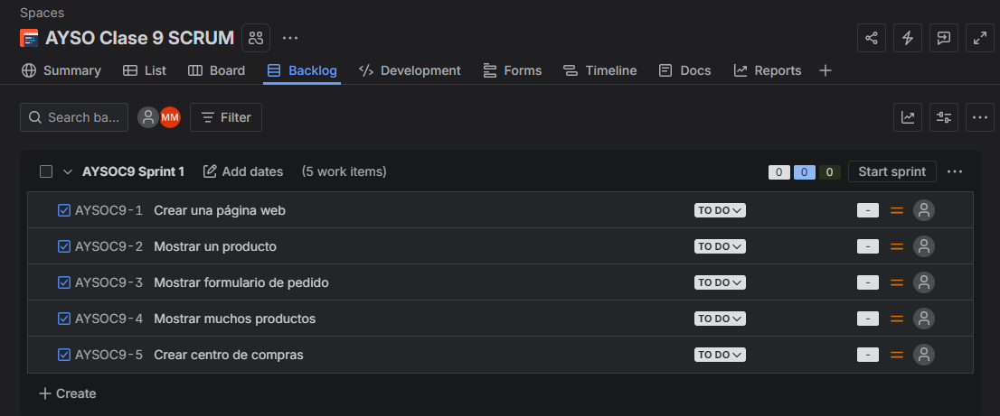 Spaces
AYSO Clase 9 SCRUM
Summary List Board Backlog Development Forms Timeline Docs Reports
Search ba... MM Filter
AYSOC9 Sprint 1 Add dates (5 work items) 0 0 0 Start sprint
AYSOC9-1 Crear una página web TO DO -
AYSOC9-2 Mostrar un producto TO DO -
AYSOC9-3 Mostrar formulario de pedido TO DO -
AYSOC9-4 Mostrar muchos productos TO DO -
AYSOC9-5 Crear centro de compras TO DO -
Create